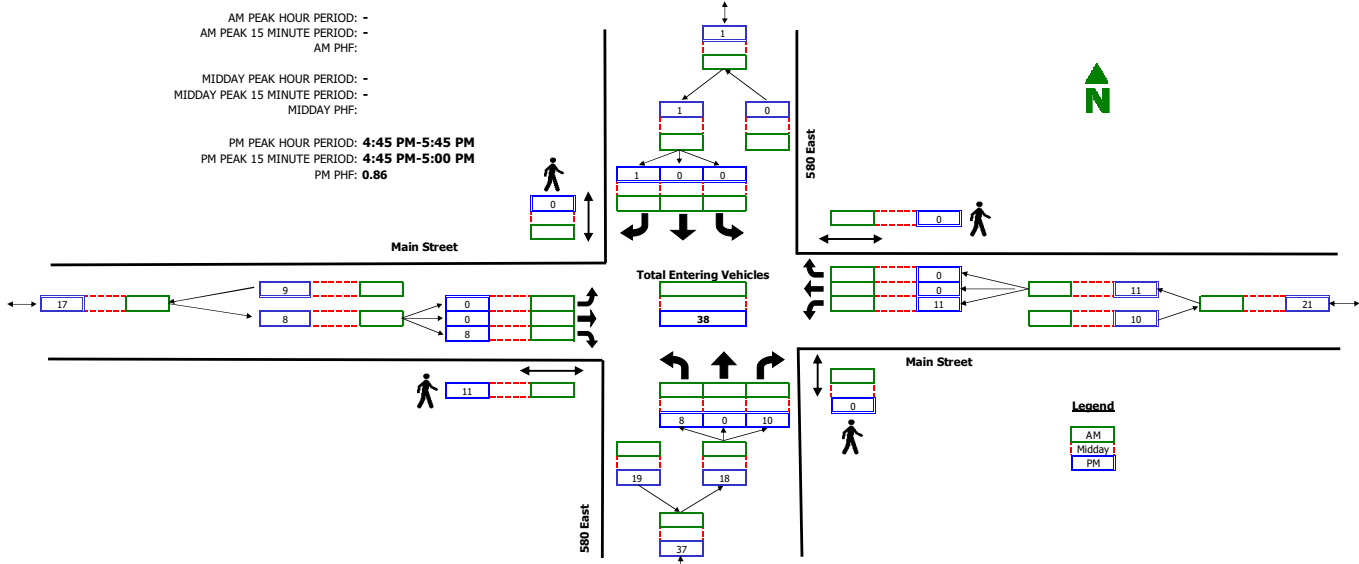 AM PEAK HOUR PERIOD: -
AM PEAK 15 MINUTE PERIOD: -
AM PHF:
MIDDAY PEAK HOUR PERIOD: -
MIDDAY PEAK 15 MINUTE PERIOD: -
MIDDAY PHF:
PM PEAK HOUR PERIOD: 4:45 PM-5:45 PM
PM PEAK 15 MINUTE PERIOD: 4:45 PM-5:00 PM
PM PHF: 0.86
1
1
0
1 0 0
580 East
N
0
0
Main Street
Total Entering Vehicles
38
17
9
8
0
0
8
0
0
11
11
10
21
Main Street
11
8 0 10
0
19
18
37
580 East
Legend
AM
Midday
PM